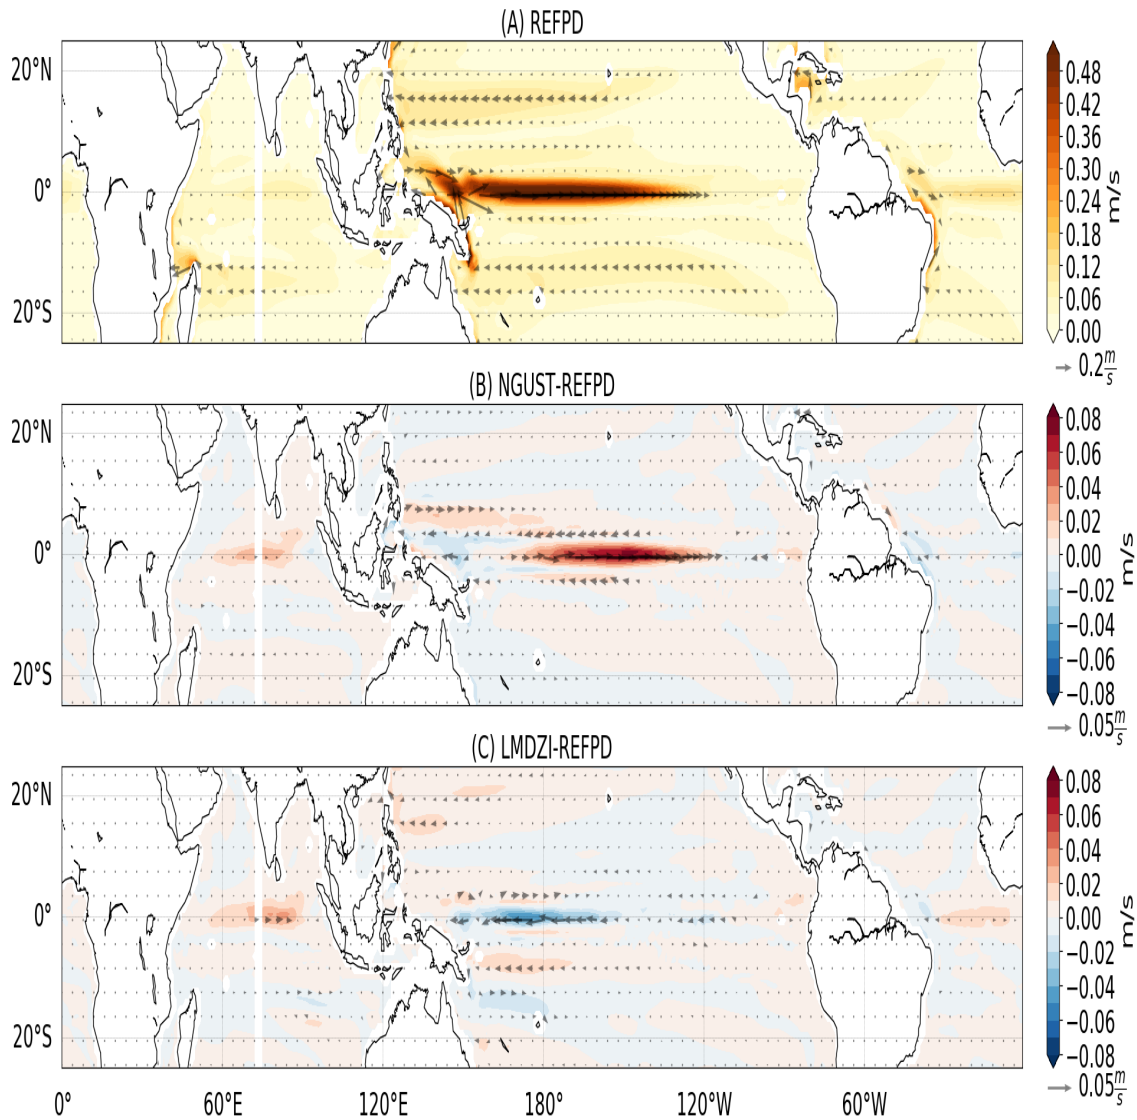 (A) REFPD
20°N
0°
20°S
0.48
0.42
0.36
0.30
0.24
0.18
0.12
0.06
0.00
m/s
0.2 m/s
(B) NGUST-REFPD
20°N
0°
20°S
0.08
0.06
0.04
0.02
0.00
−0.02
−0.04
−0.06
−0.08
m/s
0.05 m/s
(C) LMDZI-REFPD
20°N
0°
20°S
0.08
0.06
0.04
0.02
0.00
−0.02
−0.04
−0.06
−0.08
m/s
0.05 m/s
0° 60°E 120°E 180° 120°W 60°W